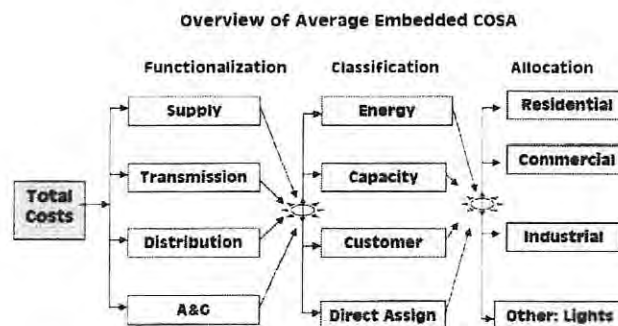 Overview of Average Embedded COSA
Functionalization
Classification
Allocation
Supply
Energy
Residential
Transmission
Capacity
Commercial
Total
Costs
Distribution
Customer
Industrial
A&G
Direct Assign
Other: Lights